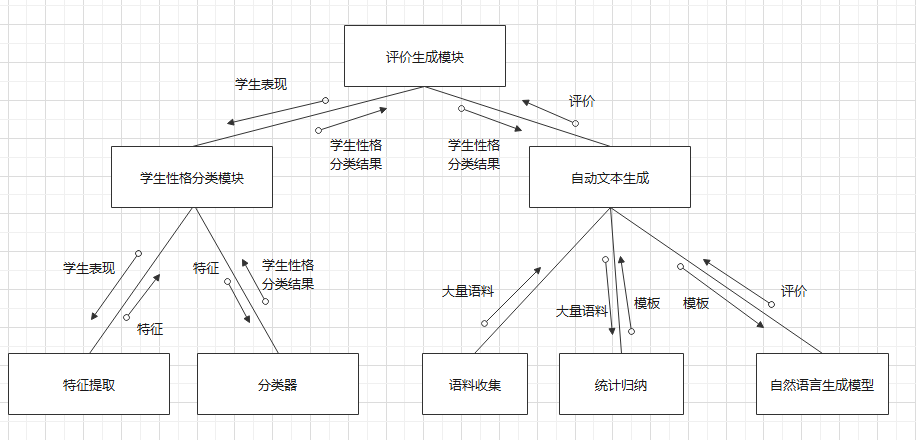 评价生成模块
学生表现
评价
学生性格
分类结果
学生性格
分类结果
学生性格分类模块
自动文本生成
学生表现
特征
特征
学生性格
分类结果
大量语料
大量语料
模板
模板
评价
特征提取
分类器
语料收集
统计归纳
自然语言生成模型